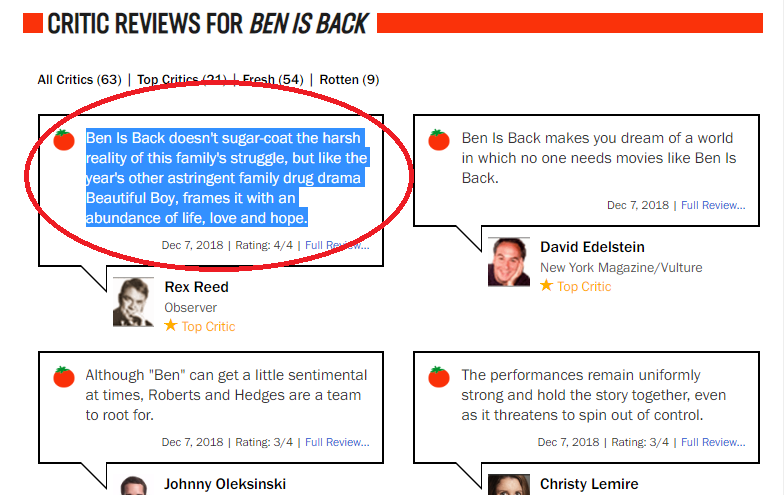 CRITIC REVIEWS FOR BEN IS BACK
All Critics (63) | Top Critics (21) | Fresh (54) | Rotten (9)
Ben Is Back doesn't sugar-coat the harsh
reality of this family's struggle, but like the
year's other astringent family drug drama
Beautiful Boy, frames it with an
abundance of life, love and hope.
Dec 7, 2018 | Rating: 4/4 | Full Review...
Rex Reed
Observer
Top Critic
Ben Is Back makes you dream of a world
in which no one needs movies like Ben Is
Back.
Dec 7, 2018 | Full Review...
David Edelstein
New York Magazine/Vulture
Top Critic
Although "Ben" can get a little sentimental
at times, Roberts and Hedges are a team
to root for.
Dec 7, 2018 | Rating: 3/4 | Full Review...
Johnny Oleksinski
The performances remain uniformly
strong and hold the story together, even
as it threatens to spin out of control.
Dec 7, 2018 | Rating: 3/4 | Full Review...
Christy Lemire